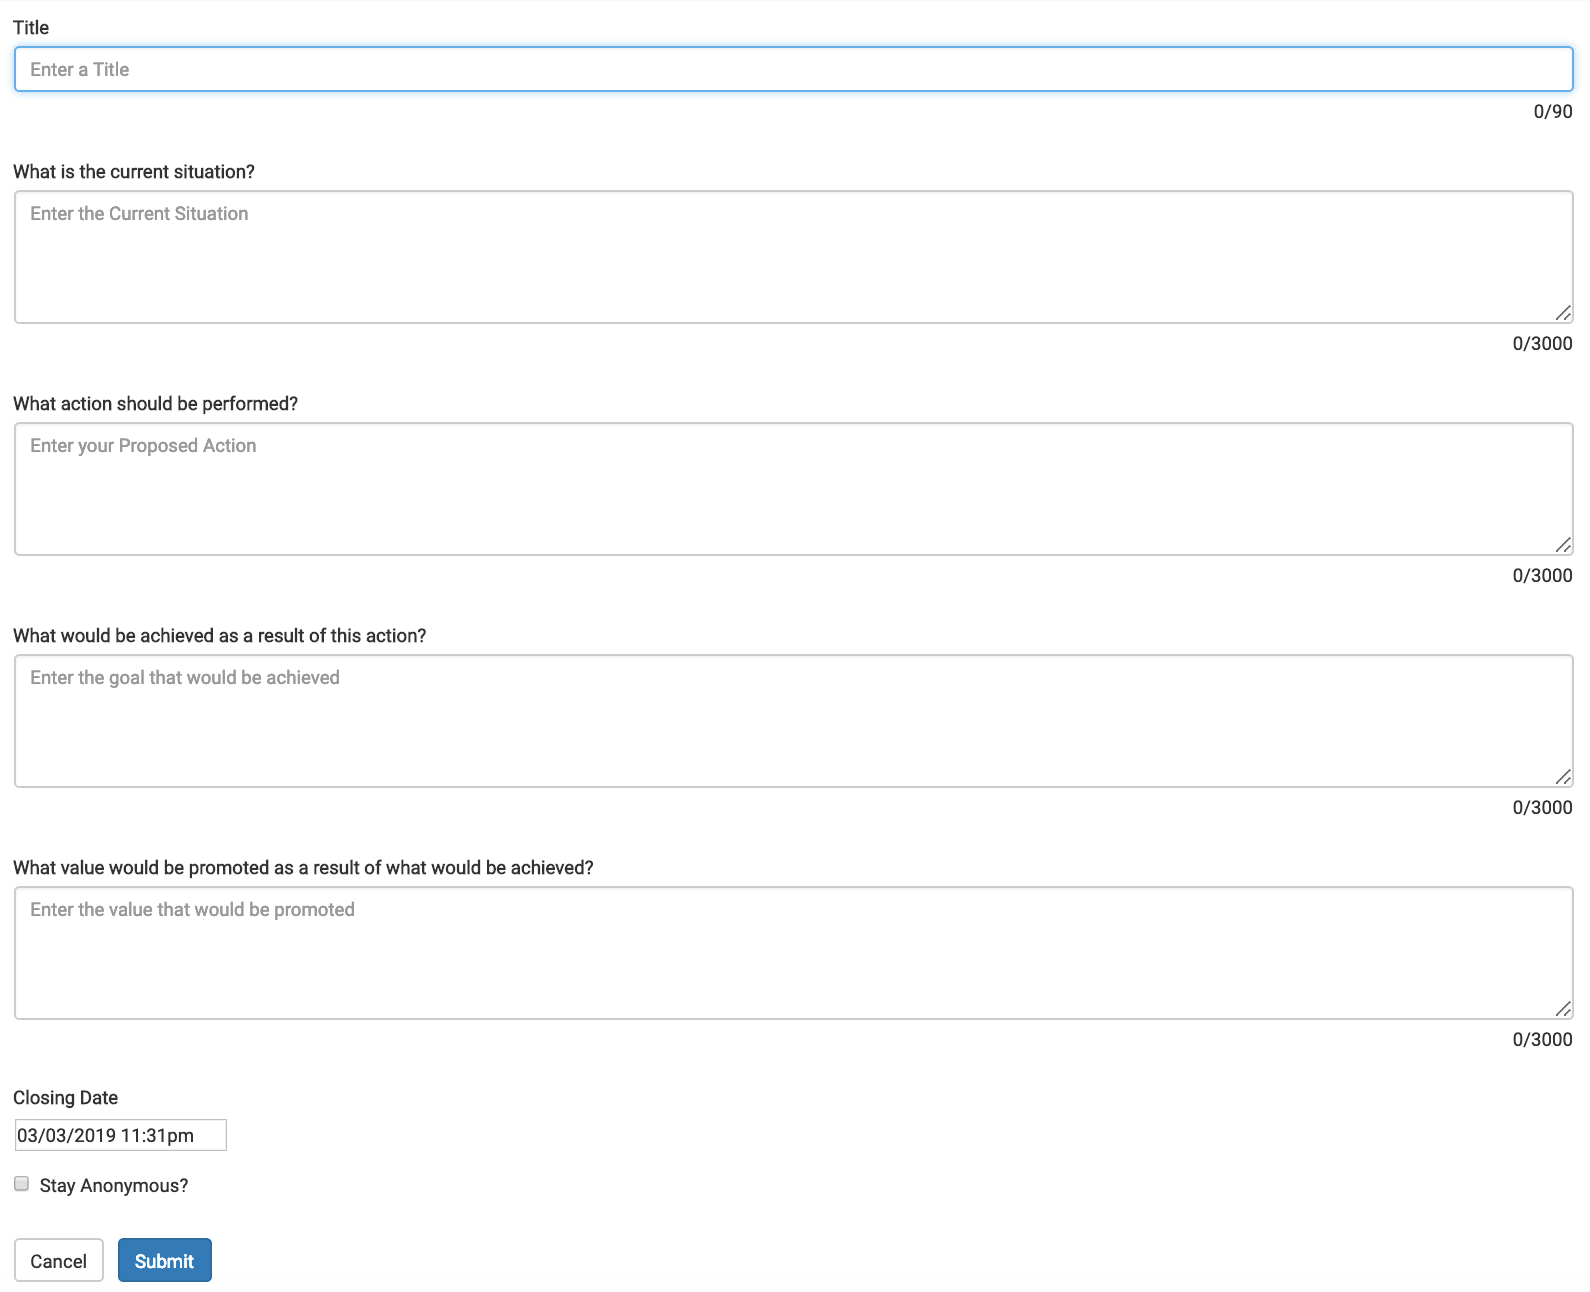 Title
Enter a Title
0/90
What is the current situation?
Enter the Current Situation
0/3000
What action should be performed?
Enter your Proposed Action
0/3000
What would be achieved as a result of this action?
Enter the goal that would be achieved
0/3000
What value would be promoted as a result of what would be achieved?
Enter the value that would be promoted
0/3000
Closing Date
03/03/2019 11:31pm
Stay Anonymous?
Cancel Submit